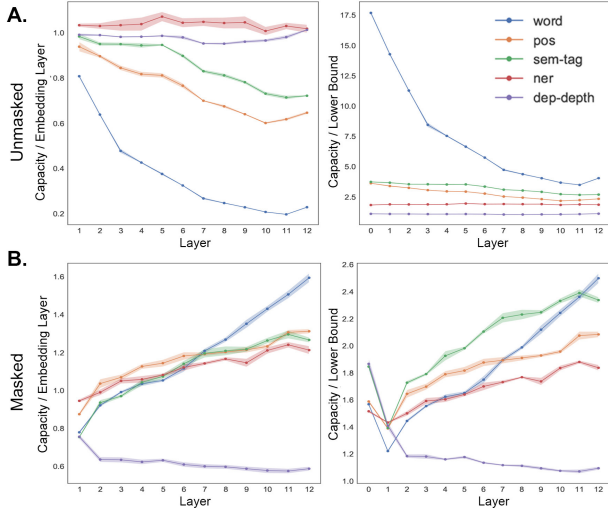 A.
Unmasked
Capacity / Embedding Layer
1.0
0.8
0.6
0.4
0.2
1 2 3 4 5 6 7 8 9 10 11 12
Layer
Capacity / Lower Bound
17.5
15.0
12.5
10.0
7.5
5.0
2.5
0 1 2 3 4 5 6 7 8 9 10 11 12
Layer
word
pos
sem-tag
ner
dep-depth
B.
Masked
Capacity / Embedding Layer
1.6
1.4
1.2
1.0
0.8
0.6
1 2 3 4 5 6 7 8 9 10 11 12
Layer
Capacity / Lower Bound
2.6
2.4
2.2
2.0
1.8
1.6
1.4
1.2
1.0
0 1 2 3 4 5 6 7 8 9 10 11 12
Layer